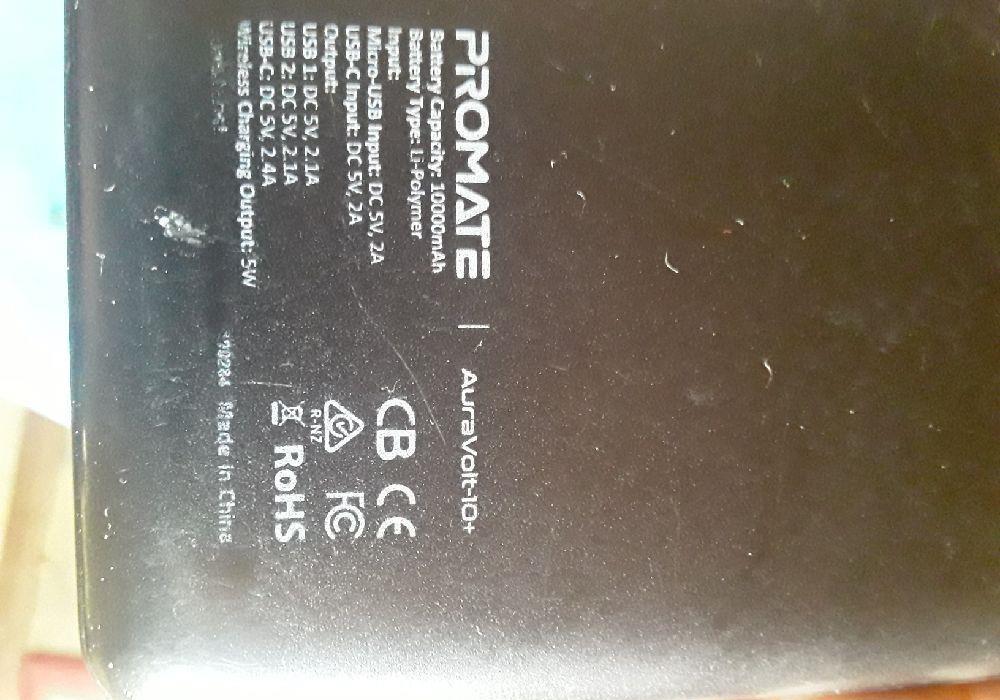 PROMATE | AuraVolt-10+
Battery Capacity: 10000mAh
Battery Type: Li-Polymer
Input:
Micro-USB Input: DC 5V, 2A
USB-C Input: DC 5V, 2A
Output:
USB 1: DC 5V, 2.1A
USB 2: DC 5V, 2.1A
USB-C: DC 5V, 2.4A
Wireless Charging Output: 5W
CB CE
R-NZ FC
RoHS
Made in China